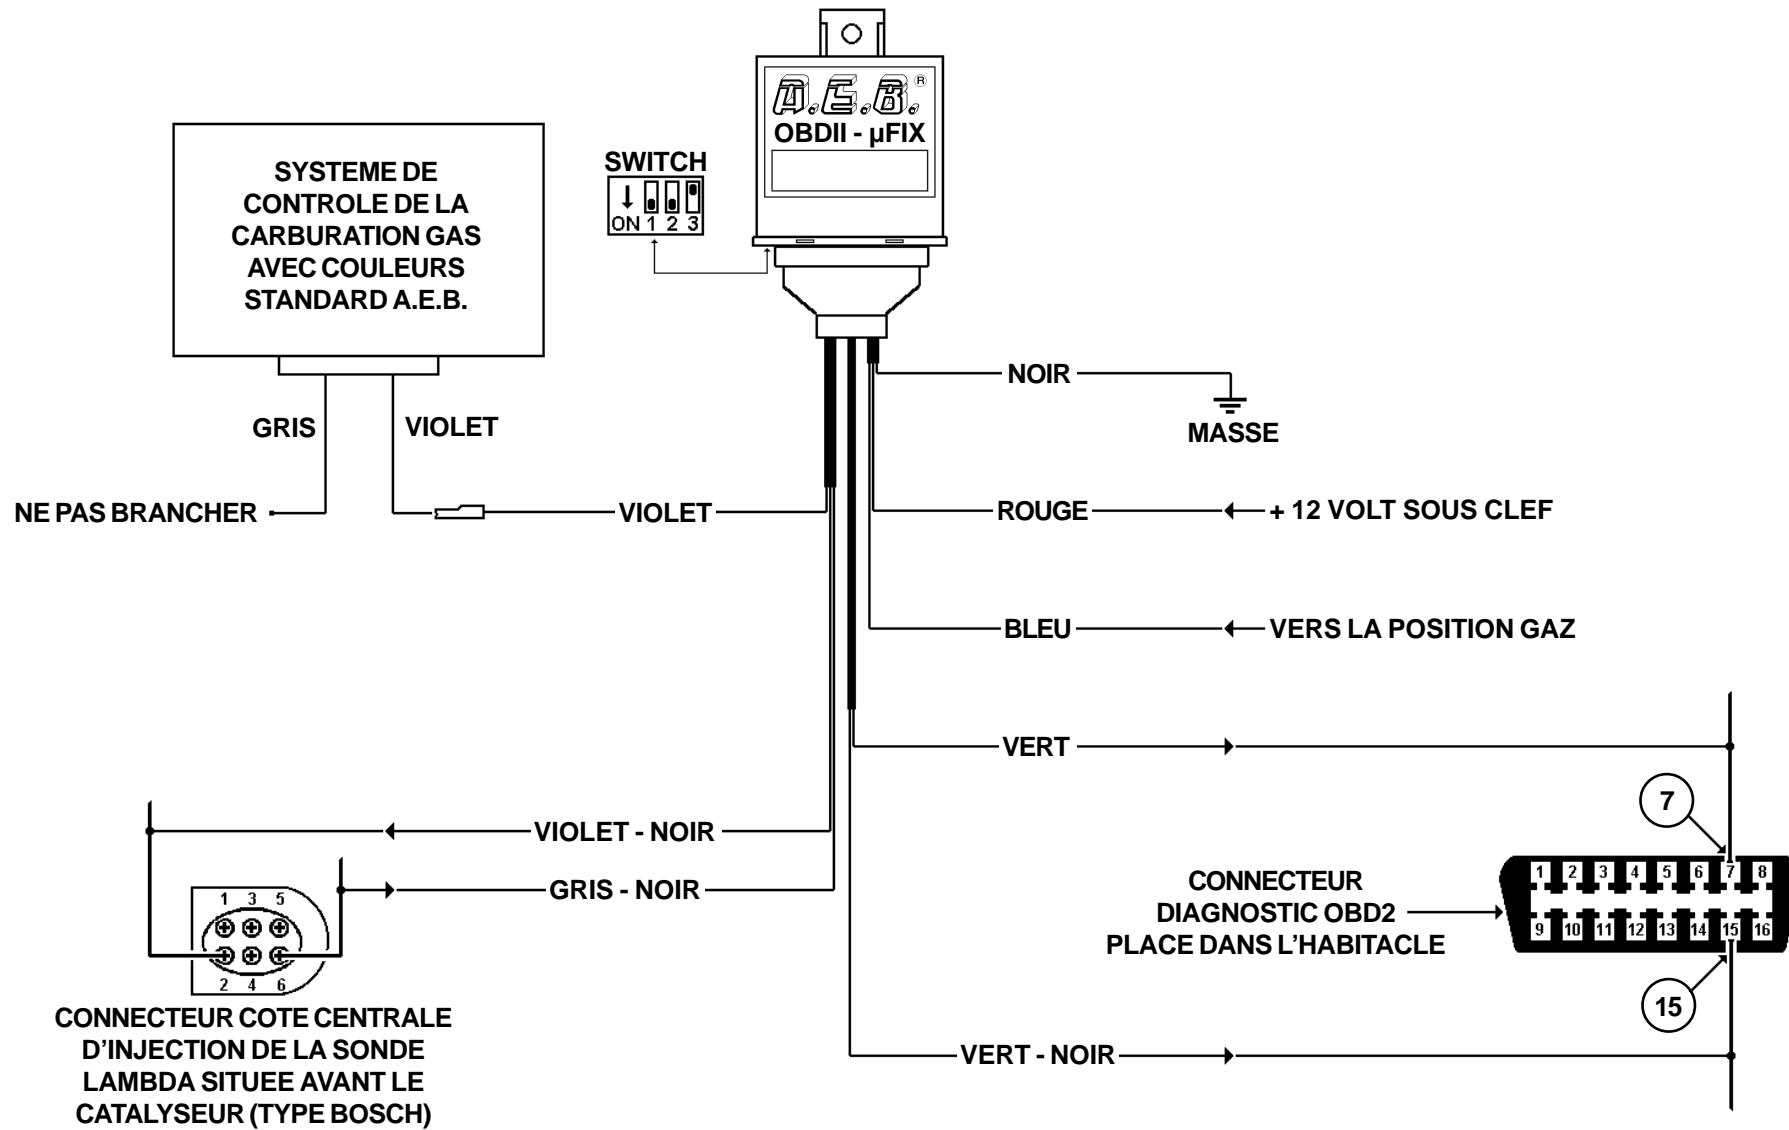 A.E.B.®
OBDII - µFIX
SWITCH
ON 1 2 3
SYSTEME DE
CONTROLE DE LA
CARBURATION GAS
AVEC COULEURS
STANDARD A.E.B.
GRIS
VIOLET
NE PAS BRANCHER
VIOLET
NOIR
MASSE
ROUGE
+ 12 VOLT SOUS CLEF
BLEU
VERS LA POSITION GAZ
VERT
VIOLET - NOIR
GRIS - NOIR
1 3 5
2 4 6
CONNECTEUR COTE CENTRALE
D'INJECTION DE LA SONDE
LAMBDA SITUEE AVANT LE
CATALYSEUR (TYPE BOSCH)
7
CONNECTEUR
DIAGNOSTIC OBD2
PLACE DANS L'HABITACLE
1 2 3 4 5 6 7 8
9 10 11 12 13 14 15 16
15
VERT - NOIR